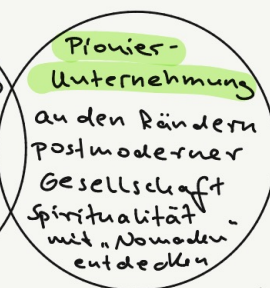 Pionier-
Unternehmung
an den Rändern
postmoderner
Gesellschaft
Spiritualität
mit „Nomaden"
entdecken